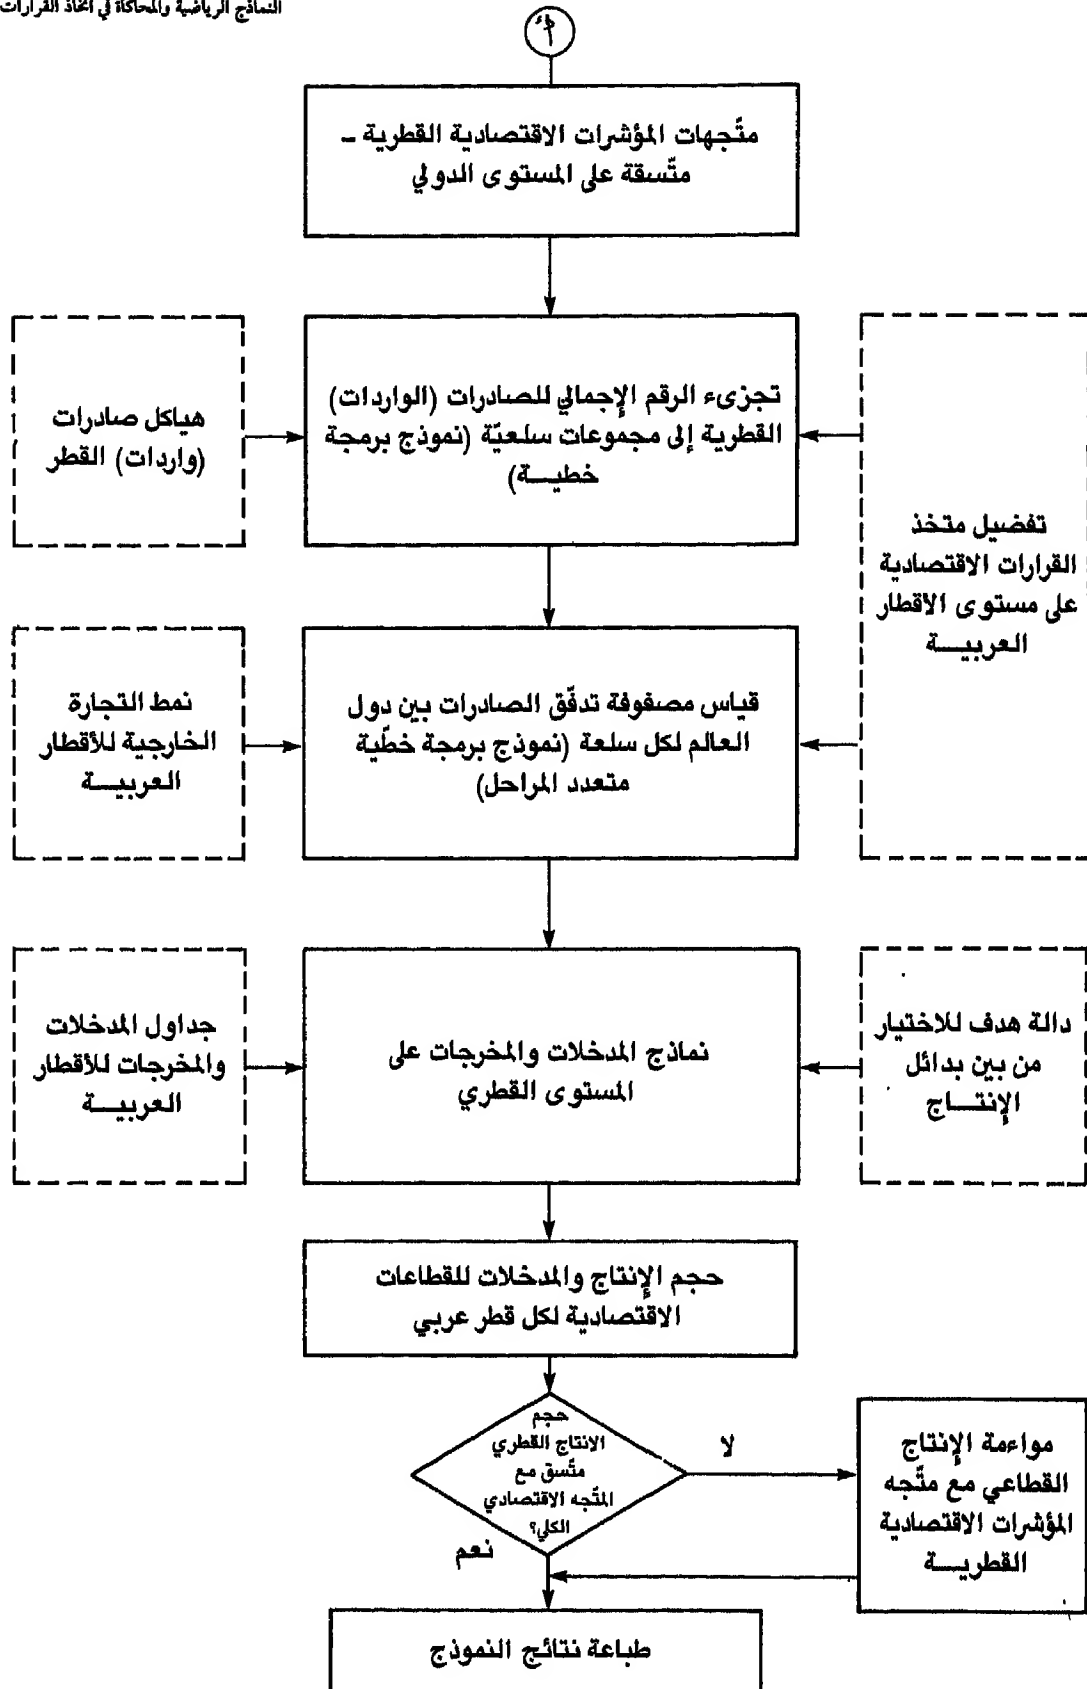 النماذج الرياضية والمحاكاة في اتخاذ القرارات
متّجهات المؤشرات الاقتصادية القطرية ـ
متّسقة على المستوى الدولي
هياكل صادرات
(واردات) القطر
تجزىء الرقم الإجمالي للصادرات (الواردات)
القطرية إلى مجموعات سلعيّة (نموذج برمجة
خطيـــة)
تفضيل متخذ
القرارات الاقتصادية
على مستوى الأقطار
العربيـــة
نمط التجارة
الخارجية للأقطار
العربيـــة
قياس مصفوفة تدفّق الصادرات بين دول
العالم لكل سلعة (نموذج برمجة خطّية
متعدد المراحل)
جداول المدخلات
والمخرجات للأقطار
العربيـــة
نماذج المدخلات والمخرجات على
المستوى القطري
دالة هدف للاختيار
من بين بدائل
الإنتـــاج
حجم الإنتاج والمدخلات للقطاعات
الاقتصادية لكل قطر عربي
حجم
الانتاج القطري
متّسق مع
المتّجه الاقتصادي
الكلي؟
لا
نعم
مواءمة الإنتاج
القطاعي مع متّجه
المؤشرات الاقتصادية
القطريـــة
طباعة نتائج النموذج